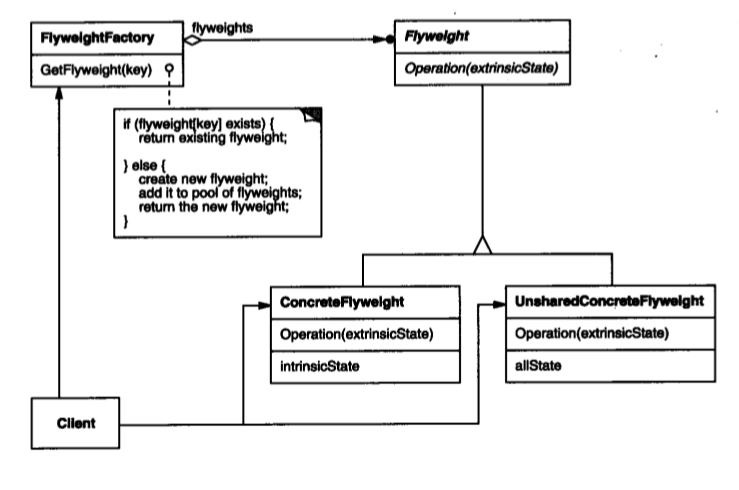 FlyweightFactory
GetFlyweight(key)
flyweights
Flyweight
Operation(extrinsicState)
if (flyweight[key] exists) {
return existing flyweight;
} else {
create new flyweight;
add it to pool of flyweights;
return the new flyweight;
}
ConcreteFlyweight
Operation(extrinsicState)
intrinsicState
UnsharedConcreteFlyweight
Operation(extrinsicState)
allState
Client